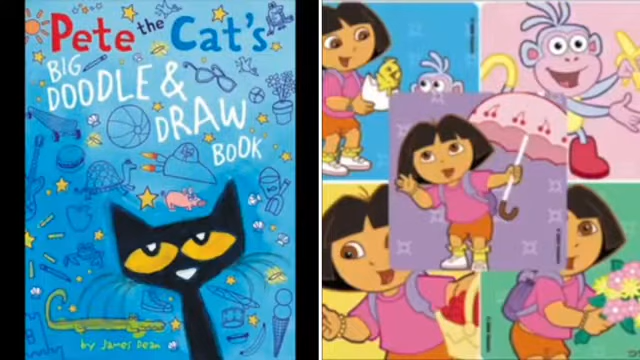 Pete the Cat's
BIG
DOODLE &
DRAW
BOOK
by James Dean